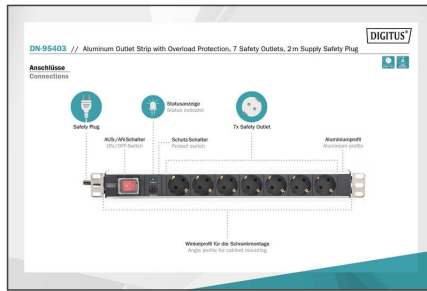 DIGITUS®
DN-95403 // Aluminum Outlet Strip with Overload Protection, 7 Safety Outlets, 2 m Supply Safety Plug
Anschlüsse
Connections
Statusanzeige
Status indicator
Safety Plug
7x Safety Outlet
AUS-/AN-Schalter
ON-/OFF-Switch
Schutz-Schalter
Protect switch
Aluminiumprofil
Aluminium profile
Winkelprofil für die Schrankmontage
Angle profile for cabinet mounting